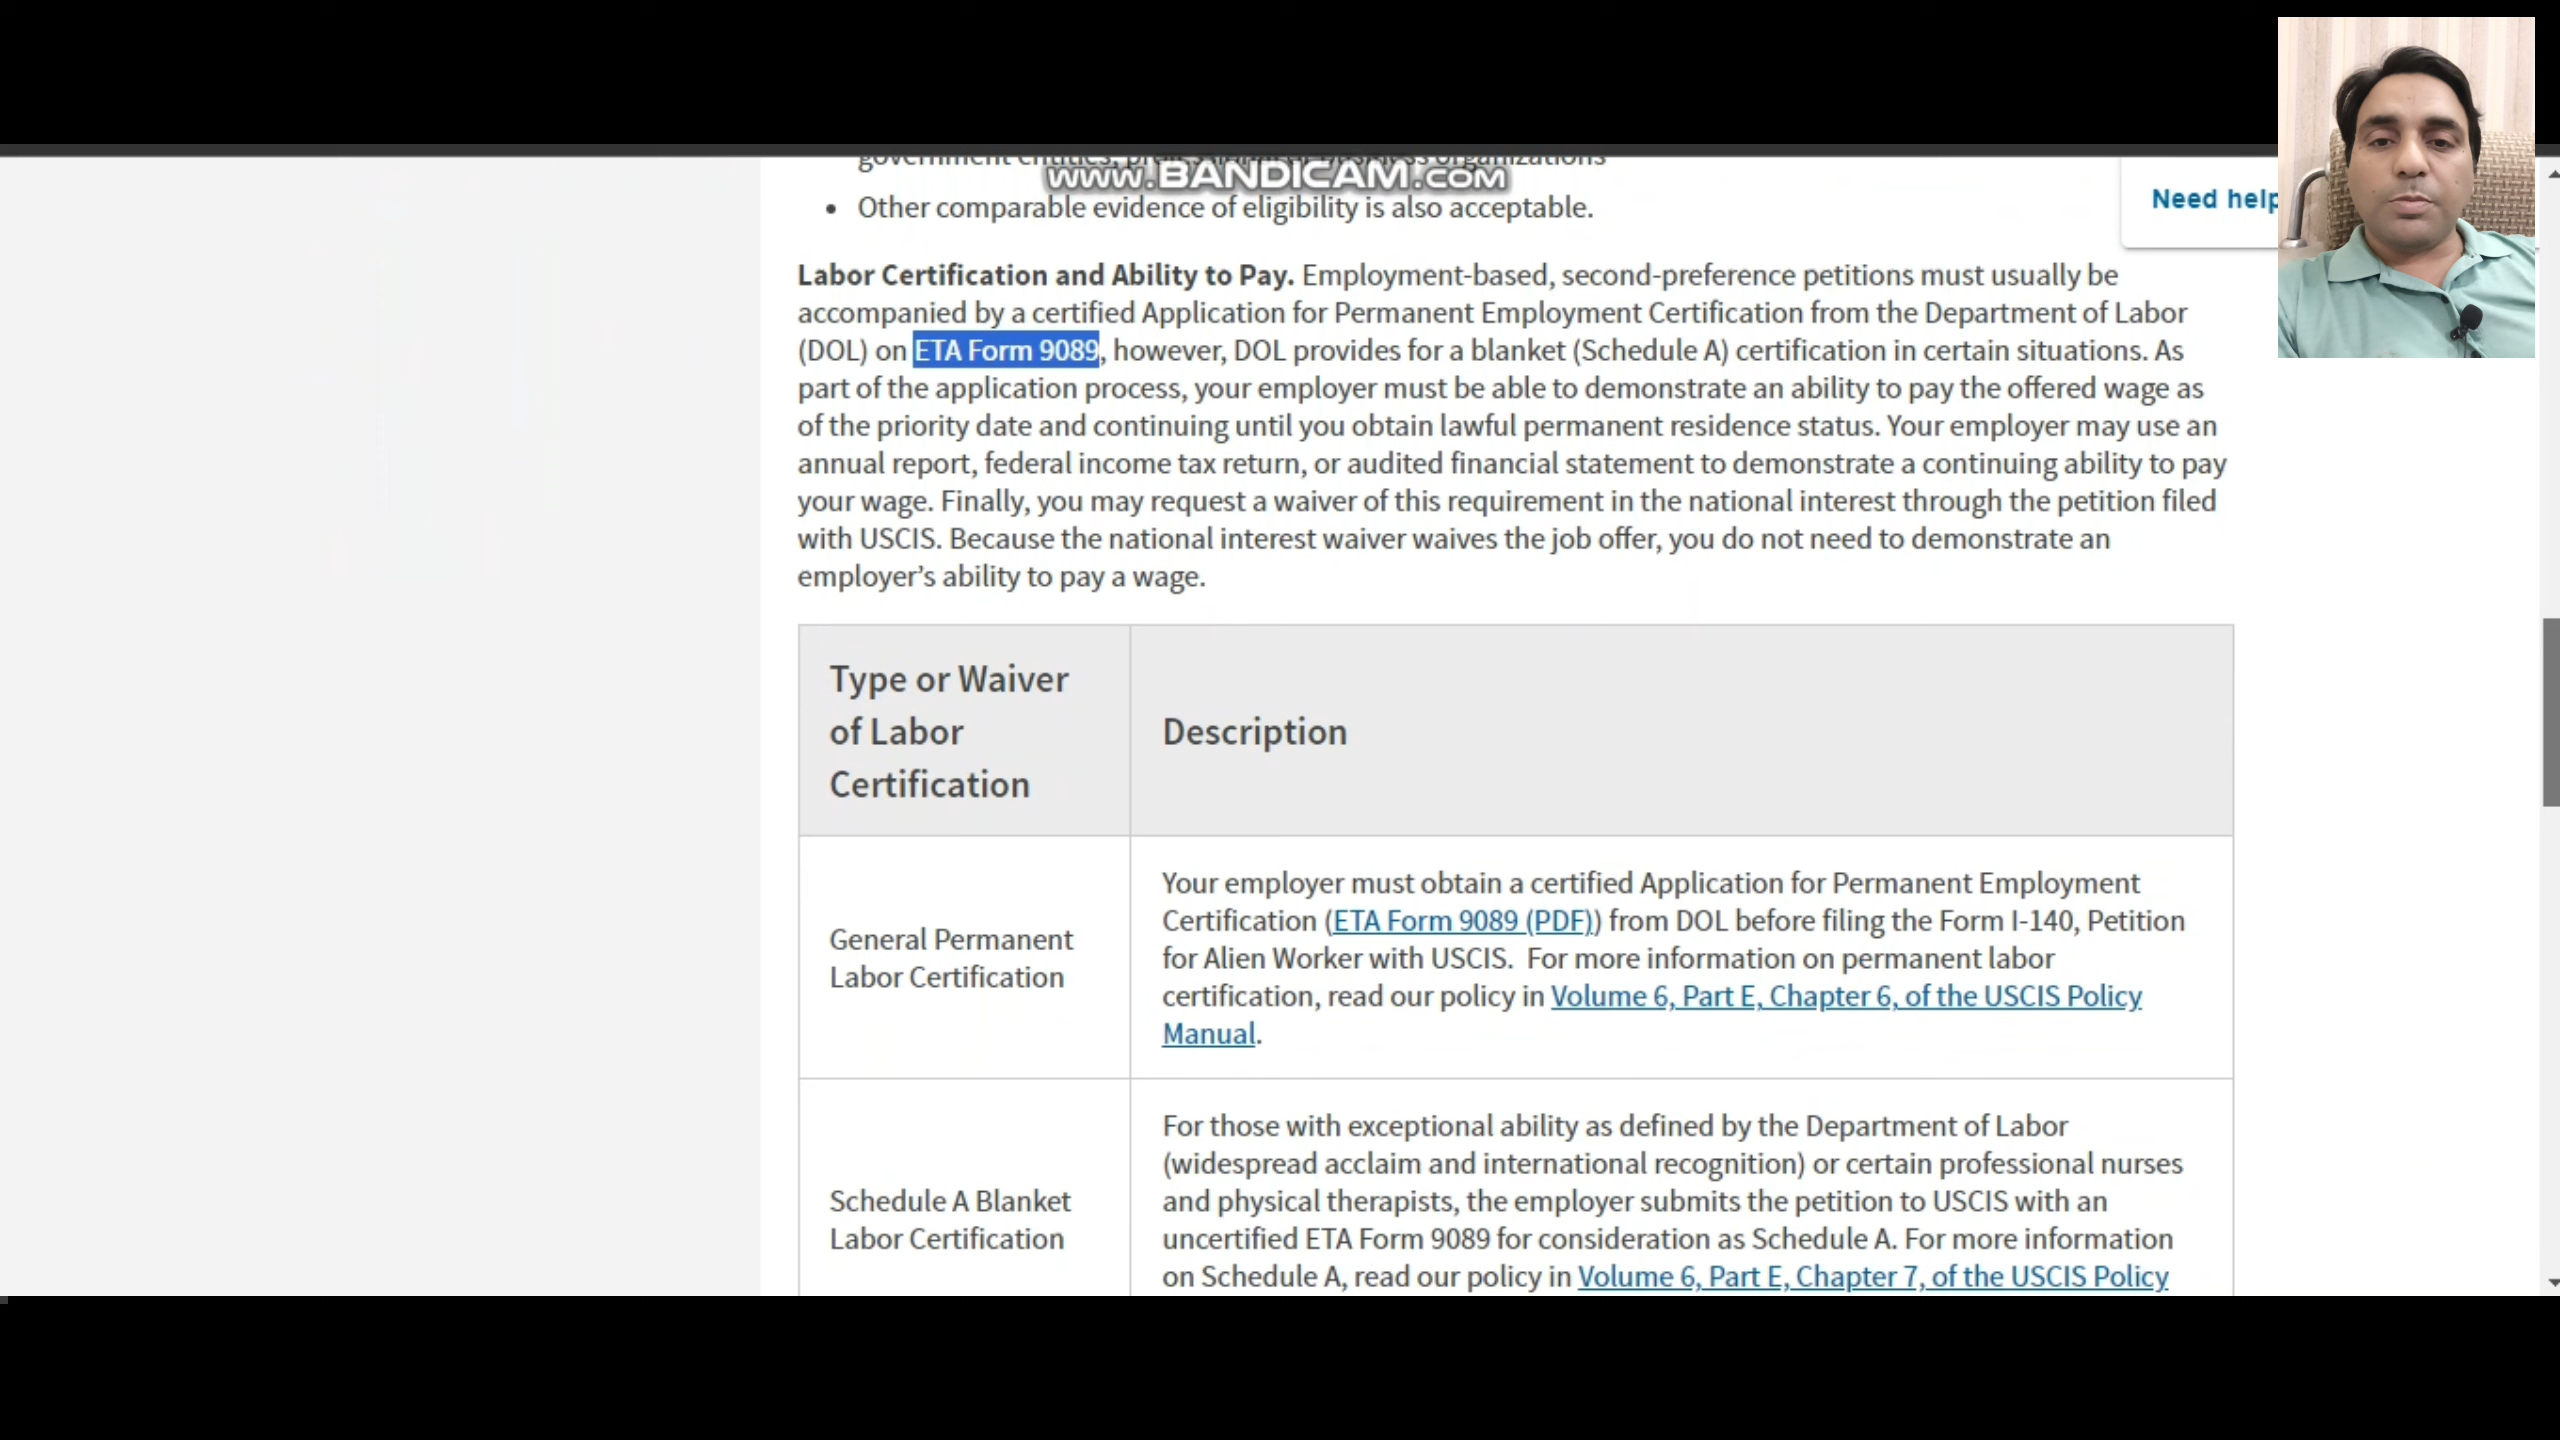 government entities, business organizations
www.BANDICAM.com
• Other comparable evidence of eligibility is also acceptable.
Need help
Labor Certification and Ability to Pay. Employment-based, second-preference petitions must usually be
accompanied by a certified Application for Permanent Employment Certification from the Department of Labor
(DOL) on ETA Form 9089, however, DOL provides for a blanket (Schedule A) certification in certain situations. As
part of the application process, your employer must be able to demonstrate an ability to pay the offered wage as
of the priority date and continuing until you obtain lawful permanent residence status. Your employer may use an
annual report, federal income tax return, or audited financial statement to demonstrate a continuing ability to pay
your wage. Finally, you may request a waiver of this requirement in the national interest through the petition filed
with USCIS. Because the national interest waiver waives the job offer, you do not need to demonstrate an
employer’s ability to pay a wage.
Type or Waiver
of Labor
Certification
Description
General Permanent
Labor Certification
Your employer must obtain a certified Application for Permanent Employment
Certification (ETA Form 9089 (PDF)) from DOL before filing the Form I-140, Petition
for Alien Worker with USCIS.  For more information on permanent labor
certification, read our policy in Volume 6, Part E, Chapter 6, of the USCIS Policy
Manual.
Schedule A Blanket
Labor Certification
For those with exceptional ability as defined by the Department of Labor
(widespread acclaim and international recognition) or certain professional nurses
and physical therapists, the employer submits the petition to USCIS with an
uncertified ETA Form 9089 for consideration as Schedule A. For more information
on Schedule A, read our policy in Volume 6, Part E, Chapter 7, of the USCIS Policy